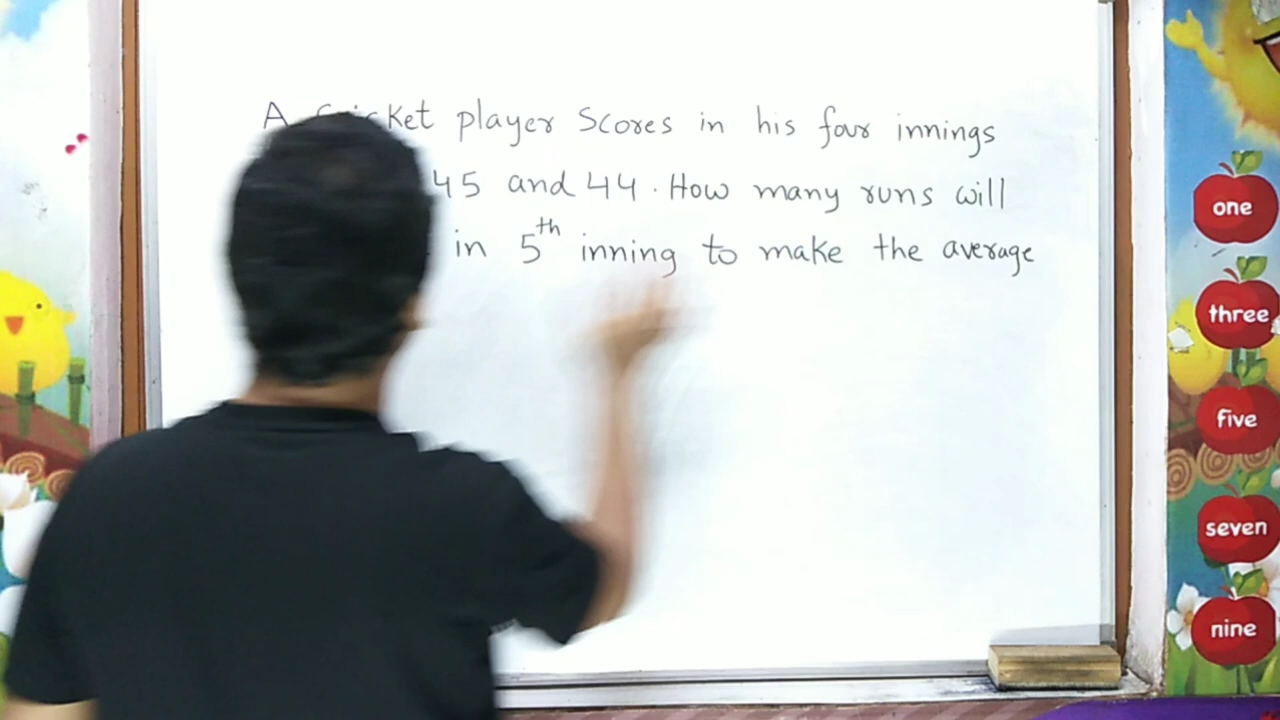 A player Scores in his four innings
45 and 44. How many runs will
in 5th inning to make the average
one
three
five
seven
nine